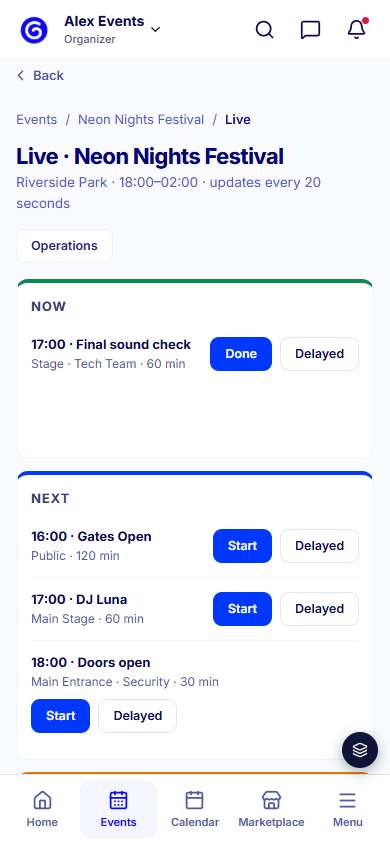 Alex Events
Organizer
Back
Events / Neon Nights Festival / Live
Live · Neon Nights Festival
Riverside Park · 18:00–02:00 · updates every 20
seconds
Operations
NOW
17:00 · Final sound check
Stage · Tech Team · 60 min
Done
Delayed
NEXT
16:00 · Gates Open
Public · 120 min
Start
Delayed
17:00 · DJ Luna
Main Stage · 60 min
Start
Delayed
18:00 · Doors open
Main Entrance · Security · 30 min
Start
Delayed
Home
Events
Calendar
Marketplace
Menu